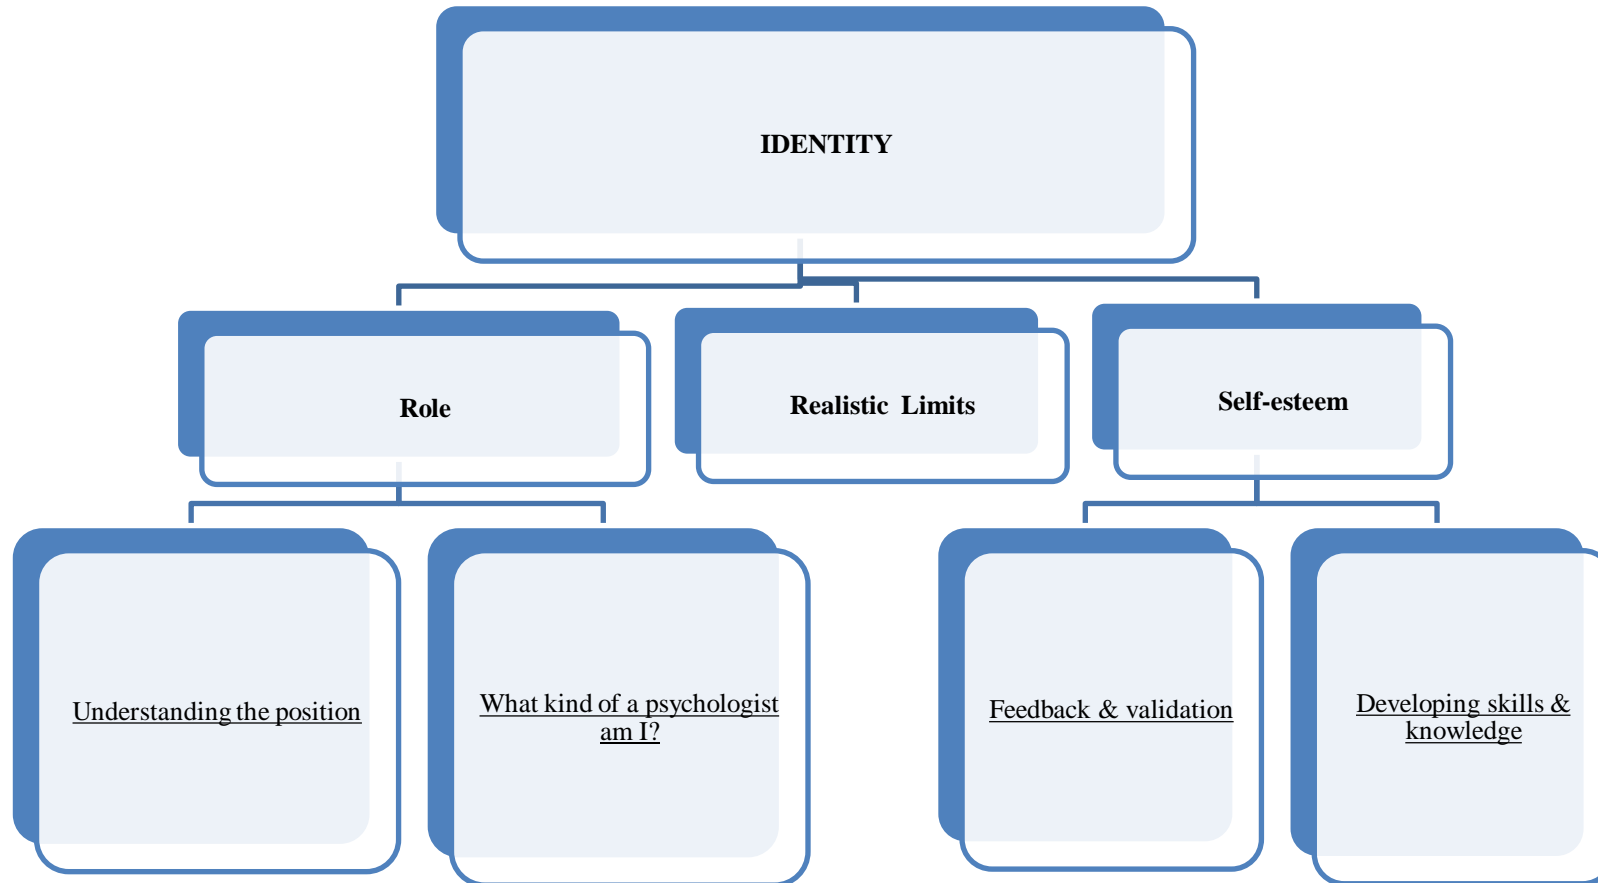 IDENTITY
Role
Realistic Limits
Self-esteem
Understanding the position
What kind of a psychologist
am I?
Feedback & validation
Developing skills &
knowledge